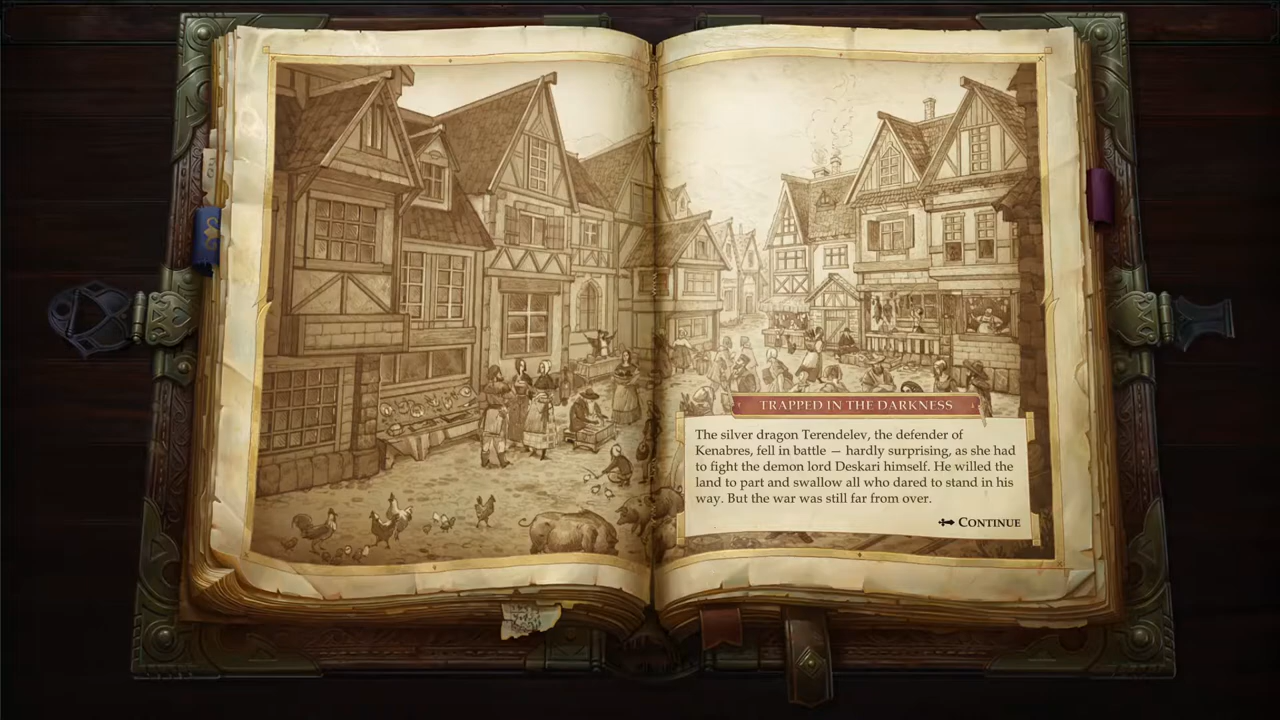 TRAPPED IN THE DARKNESS
The silver dragon Terendelev, the defender of
Kenabres, fell in battle — hardly surprising, as she had
to fight the demon lord Deskari himself. He willed the
land to part and swallow all who dared to stand in his
way. But the war was still far from over.
CONTINUE